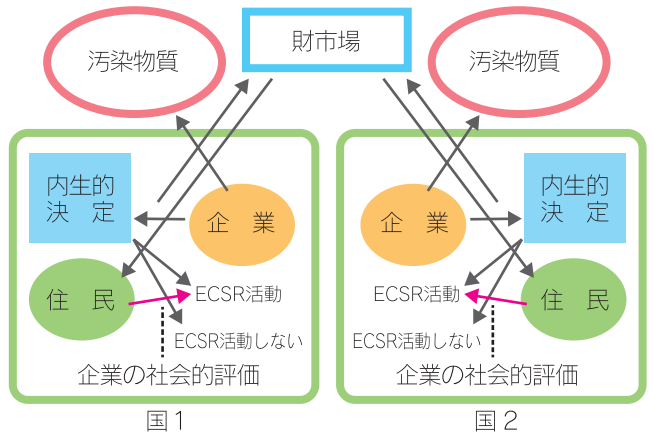 汚染物質
財市場
汚染物質
内生的
決　定
企　業
住　民
ECSR活動
ECSR活動しない
企業の社会的評価
国1
企　業
内生的
決　定
住　民
ECSR活動
ECSR活動しない
企業の社会的評価
国2